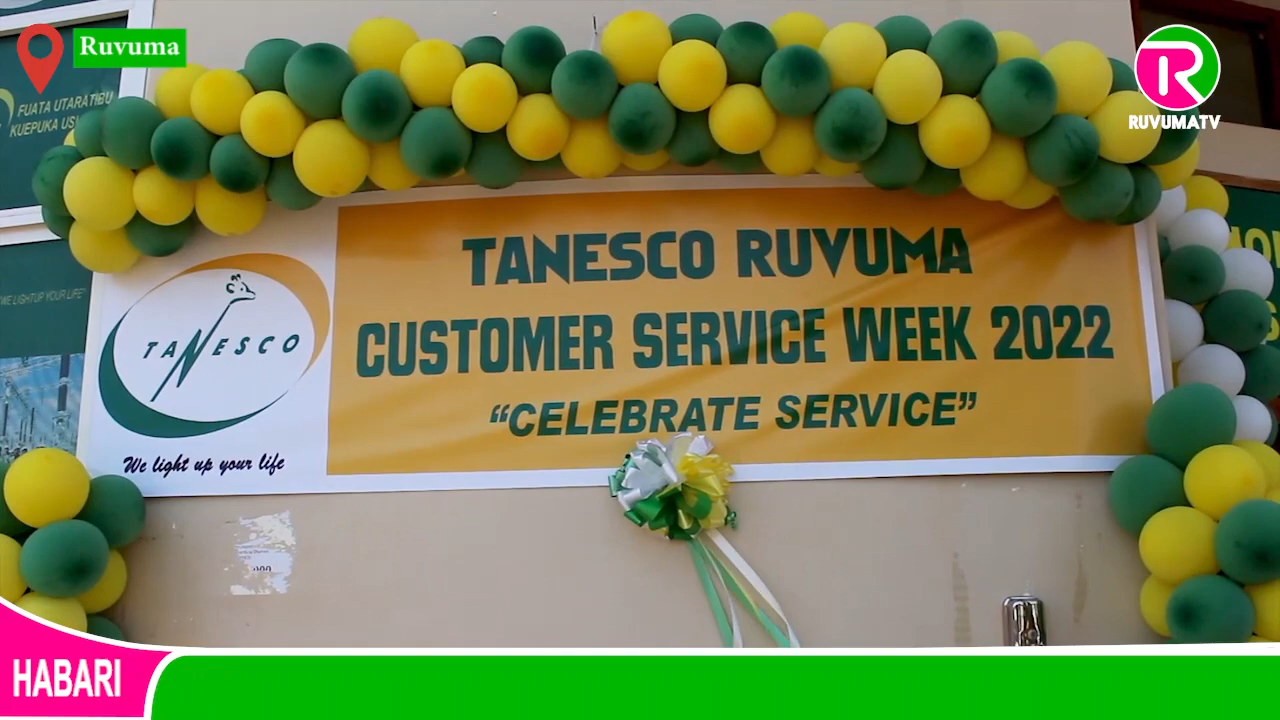 Ruvuma
FUATA UTARATIBU
KUEPUKA
RUVUMATV
"WE LIGHT UP YOUR LIFE"
TANESCO RUVUMA
CUSTOMER SERVICE WEEK 2022
"CELEBRATE SERVICE"
TANESCO
We light up your life
HABARI